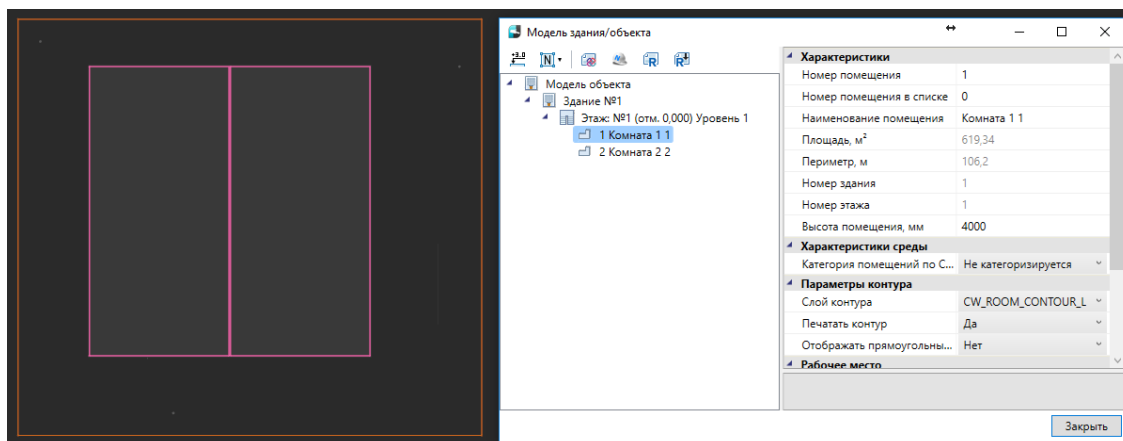 Модель здания/объекта
Модель объекта
Здание №1
Этаж: №1 (отм. 0,000) Уровень 1
1 Комната 1 1
2 Комната 2 2
Характеристики
Номер помещения 1
Номер помещения в списке 0
Наименование помещения Комната 1 1
Площадь, м² 619,34
Периметр, м 106,2
Номер здания 1
Номер этажа 1
Высота помещения, мм 4000
Характеристики среды
Категория помещений по С... Не категоризируется
Параметры контура
Слой контура CW_ROOM_CONTOUR_L
Печатать контур Да
Отображать прямоугольны... Нет
Рабочее место
Закрыть